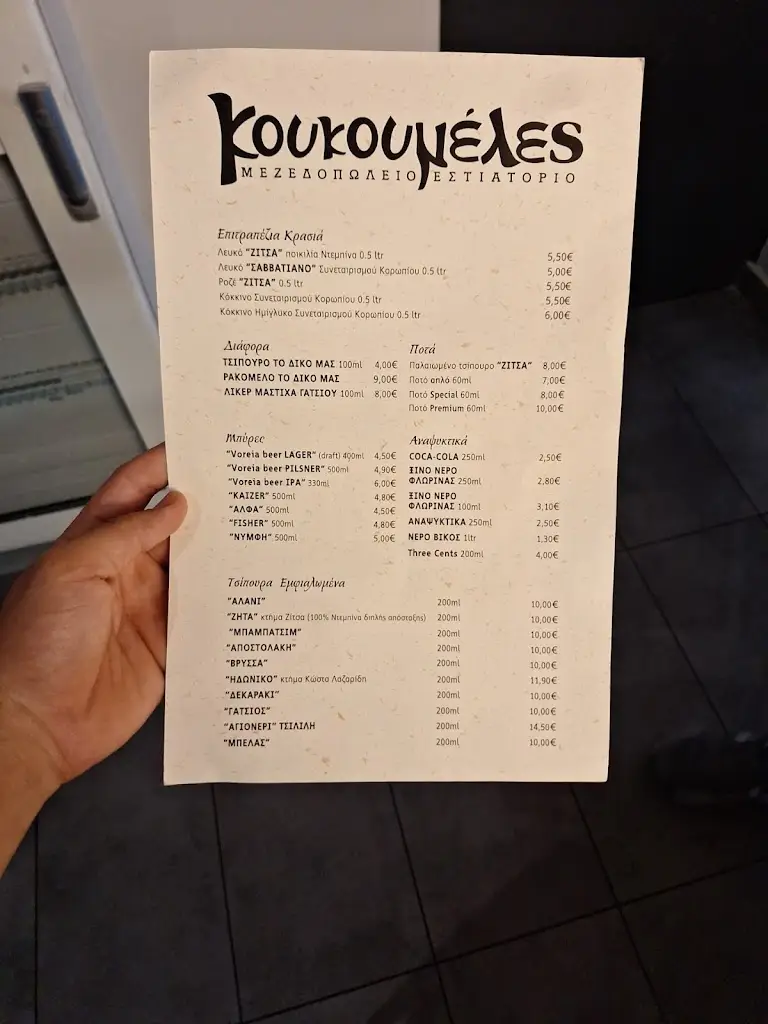 Κουκουμέλες
ΜΕΖΕΔΟΠΩΛΕΙΟ ΕΣΤΙΑΤΟΡΙΟ
Επιτραπέζια Κρασιά
Λευκό "ΖΙΤΣΑ" ποικιλία Ντεμπίνα 0.5 ltr 5,50€
Λευκό "ΣΑΒΒΑΤΙΑΝΟ" Συνεταιρισμού Κορωπίου 0.5 ltr 5,00€
Ροζέ "ΖΙΤΣΑ" 0.5 ltr 5,50€
Κόκκινο Συνεταιρισμού Κορωπίου 0.5 ltr 5,50€
Κόκκινο Ημίγλυκο Συνεταιρισμού Κορωπίου 0.5 ltr 6,00€
Διάφορα
ΤΣΙΠΟΥΡΟ ΤΟ ΔΙΚΟ ΜΑΣ 100ml 4,00€
ΡΑΚΟΜΕΛΟ ΤΟ ΔΙΚΟ ΜΑΣ 9,00€
ΛΙΚΕΡ ΜΑΣΤΙΧΑ ΓΑΤΣΙΟΥ 100ml 8,00€
Ποτά
Παλαιωμένο τσίπουρο "ΖΙΤΣΑ" 8,00€
Ποτό απλό 60ml 7,00€
Ποτό Special 60ml 8,00€
Ποτό Premium 60ml 10,00€
Μπύρες
"Voreia beer LAGER" (draft) 400ml 4,50€
"Voreia beer PILSNER" 500ml 4,90€
"Voreia beer IPA" 330ml 6,00€
"KAIZER" 500ml 4,80€
"ΑΛΦΑ" 500ml 4,50€
"FISHER" 500ml 4,80€
"ΝΥΜΦΗ" 500ml 5,00€
Αναψυκτικά
COCA-COLA 250ml 2,50€
ΞΙΝΟ ΝΕΡΟ
ΦΛΩΡΙΝΑΣ 250ml 2,80€
ΞΙΝΟ ΝΕΡΟ
ΦΛΩΡΙΝΑΣ 100ml 3,10€
ΑΝΑΨΥΚΤΙΚΑ 250ml 2,50€
ΝΕΡΟ ΒΙΚΟΣ 1ltr 1,30€
Three Cents 200ml 4,00€
Τσίπουρα Εμφιαλωμένα
"ΑΛΑΝΙ" 200ml 10,00€
"ΖΗΤΑ" κτήμα Ζίτσα (100% Ντεμπίνα διπλής απόσταξης) 200ml 10,00€
"ΜΠΑΜΠΑΤΣΙΜ" 200ml 10,00€
"ΑΠΟΣΤΟΛΑΚΗ" 200ml 10,00€
"ΒΡΥΣΣΑ" 200ml 10,00€
"ΗΔΩΝΙΚΟ" κτήμα Κώστα Λαζαρίδη 200ml 11,90€
"ΔΕΚΑΡΑΚΙ" 200ml 10,00€
"ΓΑΤΣΙΟΣ" 200ml 10,00€
"ΑΓΙΟΝΕΡΙ" ΤΣΙΛΙΛΗ 200ml 14,50€
"ΜΠΕΛΑΣ" 200ml 10,00€